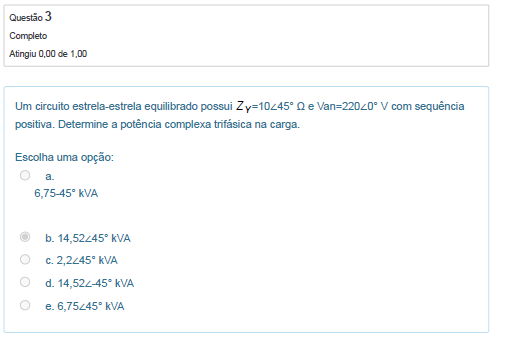 Questão 3
Completo
Atingiu 0,00 de 1,00
Um circuito estrela-estrela equilibrado possui Z_Y=10∠45° Ω e Van=220∠0° V com sequência
positiva. Determine a potência complexa trifásica na carga.
Escolha uma opção:
a.
6,75-45° kVA
b. 14,52∠45° kVA
c. 2,2∠45° kVA
d. 14,52∠-45° kVA
e. 6,75∠45° kVA